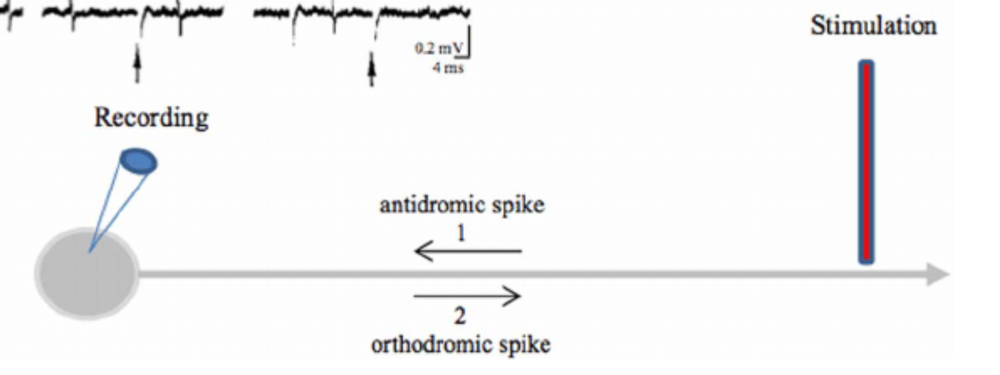 Stimulation
0.2 mV
4 ms
Recording
antidromic spike
1
2
orthodromic spike